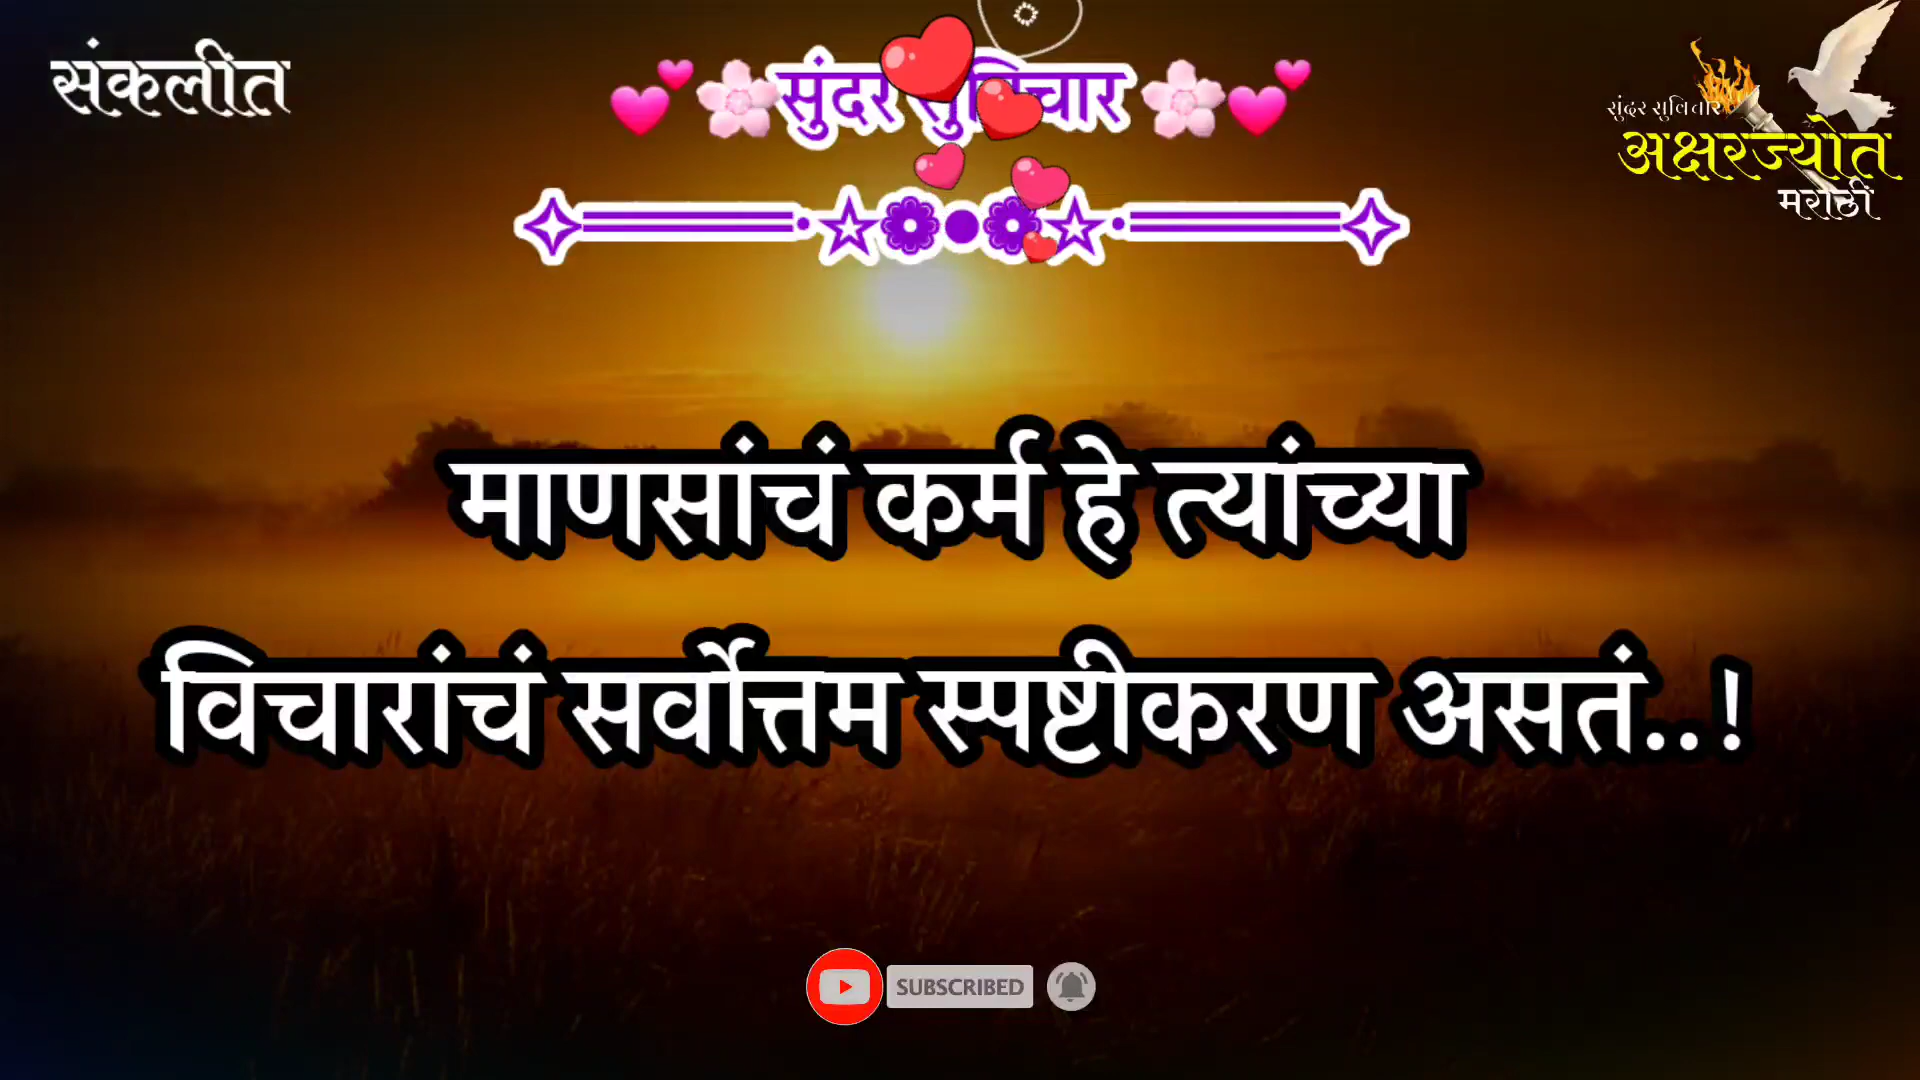 संकलीत
सुंदर सुविचार
सुंदर सुविचार
अक्षरज्योत
मराठी
माणसांचं कर्म हे त्यांच्या
विचारांचं सर्वोत्तम स्पष्टीकरण असतं..!
SUBSCRIBED